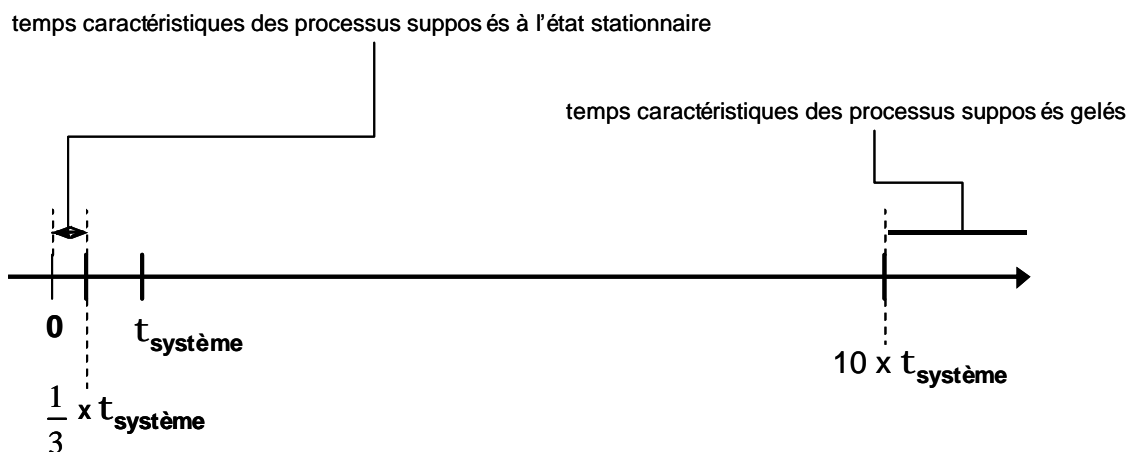 temps caractéristiques des processus supposés à l'état stationnaire
temps caractéristiques des processus supposés gelés
0
t système
10 x t système
1/3 x t système